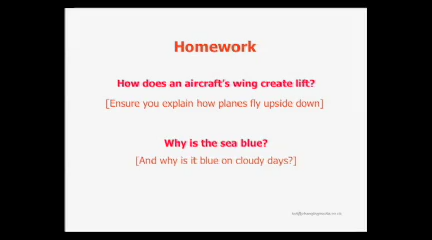 Homework
How does an aircraft's wing create lift?
[Ensure you explain how planes fly upside down]
Why is the sea blue?
[And why is it blue on cloudy days?]